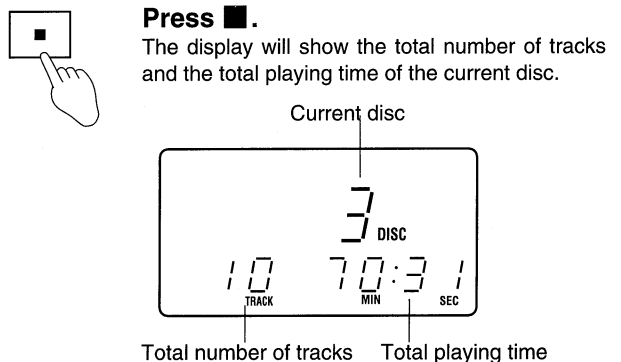 Press ■.
The display will show the total number of tracks
and the total playing time of the current disc.
Current disc
3 DISC
10 70:31
TRACK MIN SEC
Total number of tracks Total playing time